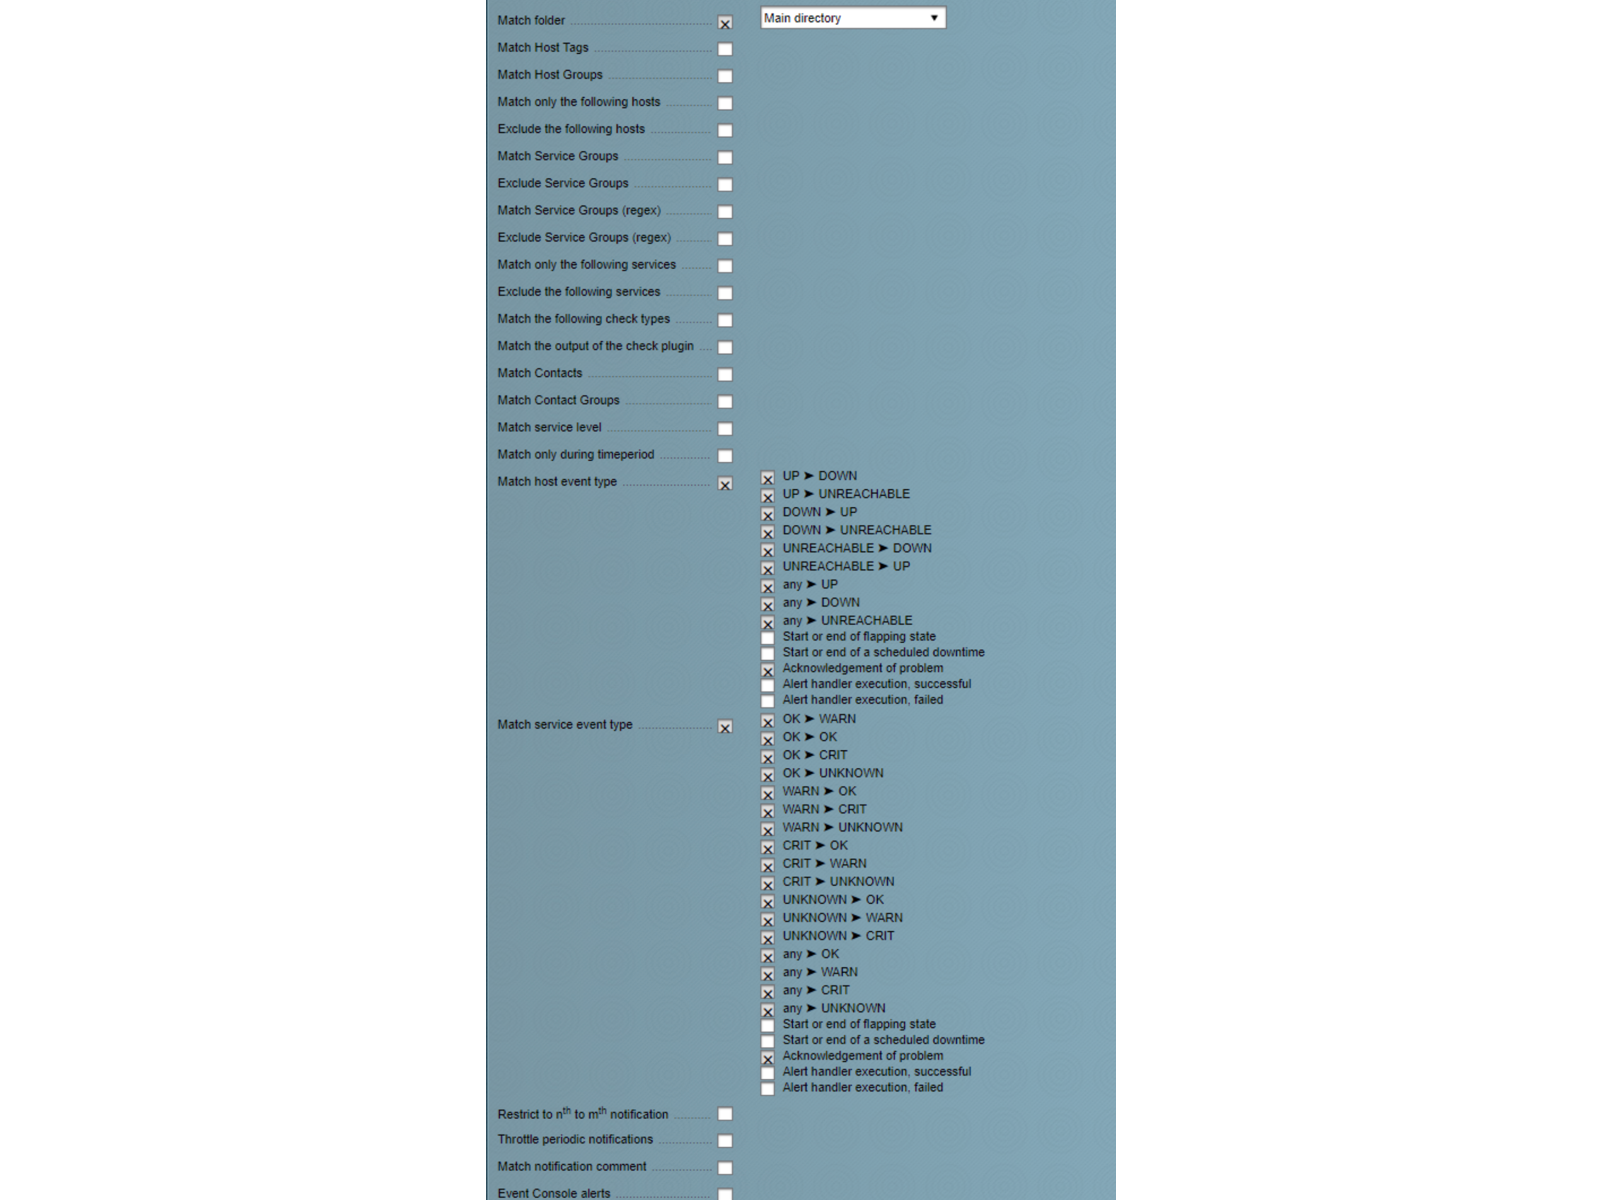 Match folder
Main directory
Match Host Tags
Match Host Groups
Match only the following hosts
Exclude the following hosts
Match Service Groups
Exclude Service Groups
Match Service Groups (regex)
Exclude Service Groups (regex)
Match only the following services
Exclude the following services
Match the following check types
Match the output of the check plugin
Match Contacts
Match Contact Groups
Match service level
Match only during timeperiod
Match host event type
UP ➤ DOWN
UP ➤ UNREACHABLE
DOWN ➤ UP
DOWN ➤ UNREACHABLE
UNREACHABLE ➤ DOWN
UNREACHABLE ➤ UP
any ➤ UP
any ➤ DOWN
any ➤ UNREACHABLE
Start or end of flapping state
Start or end of a scheduled downtime
Acknowledgement of problem
Alert handler execution, successful
Alert handler execution, failed
Match service event type
OK ➤ WARN
OK ➤ OK
OK ➤ CRIT
OK ➤ UNKNOWN
WARN ➤ OK
WARN ➤ CRIT
WARN ➤ UNKNOWN
CRIT ➤ OK
CRIT ➤ WARN
CRIT ➤ UNKNOWN
UNKNOWN ➤ OK
UNKNOWN ➤ WARN
UNKNOWN ➤ CRIT
any ➤ OK
any ➤ WARN
any ➤ CRIT
any ➤ UNKNOWN
Start or end of flapping state
Start or end of a scheduled downtime
Acknowledgement of problem
Alert handler execution, successful
Alert handler execution, failed
Restrict to nth to mth notification
Throttle periodic notifications
Match notification comment
Event Console alerts